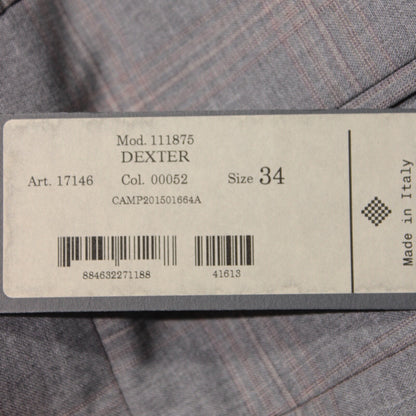 Mod. 111875
DEXTER
Art. 17146 Col. 00052 Size 34
CAMP201501664A
884632271188 41613
Made in Italy